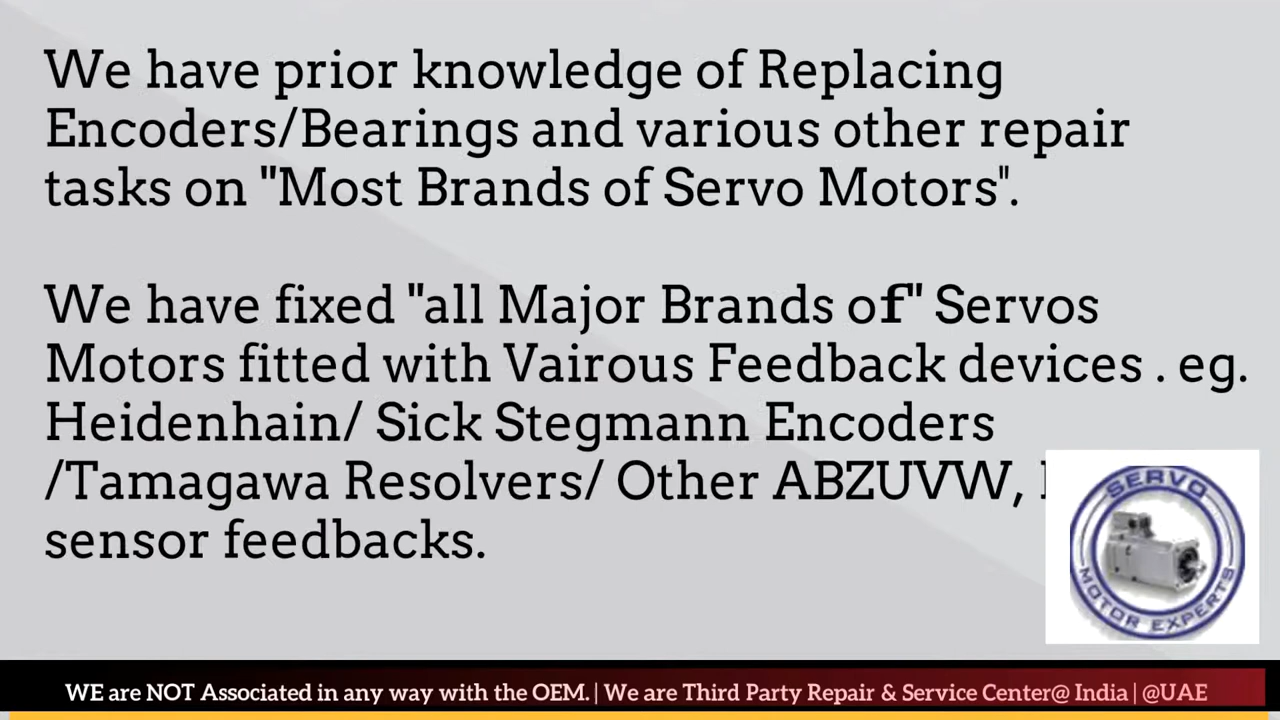 We have prior knowledge of Replacing
Encoders/Bearings and various other repair
tasks on "Most Brands of Servo Motors".
We have fixed "all Major Brands of" Servos
Motors fitted with Vairous Feedback devices . eg.
Heidenhain/ Sick Stegmann Encoders
/Tamagawa Resolvers/ Other ABZUVW,
sensor feedbacks.
SERVO
MOTOR EXPERTS
WE are NOT Associated in any way with the OEM. | We are Third Party Repair & Service Center@ India | @UAE